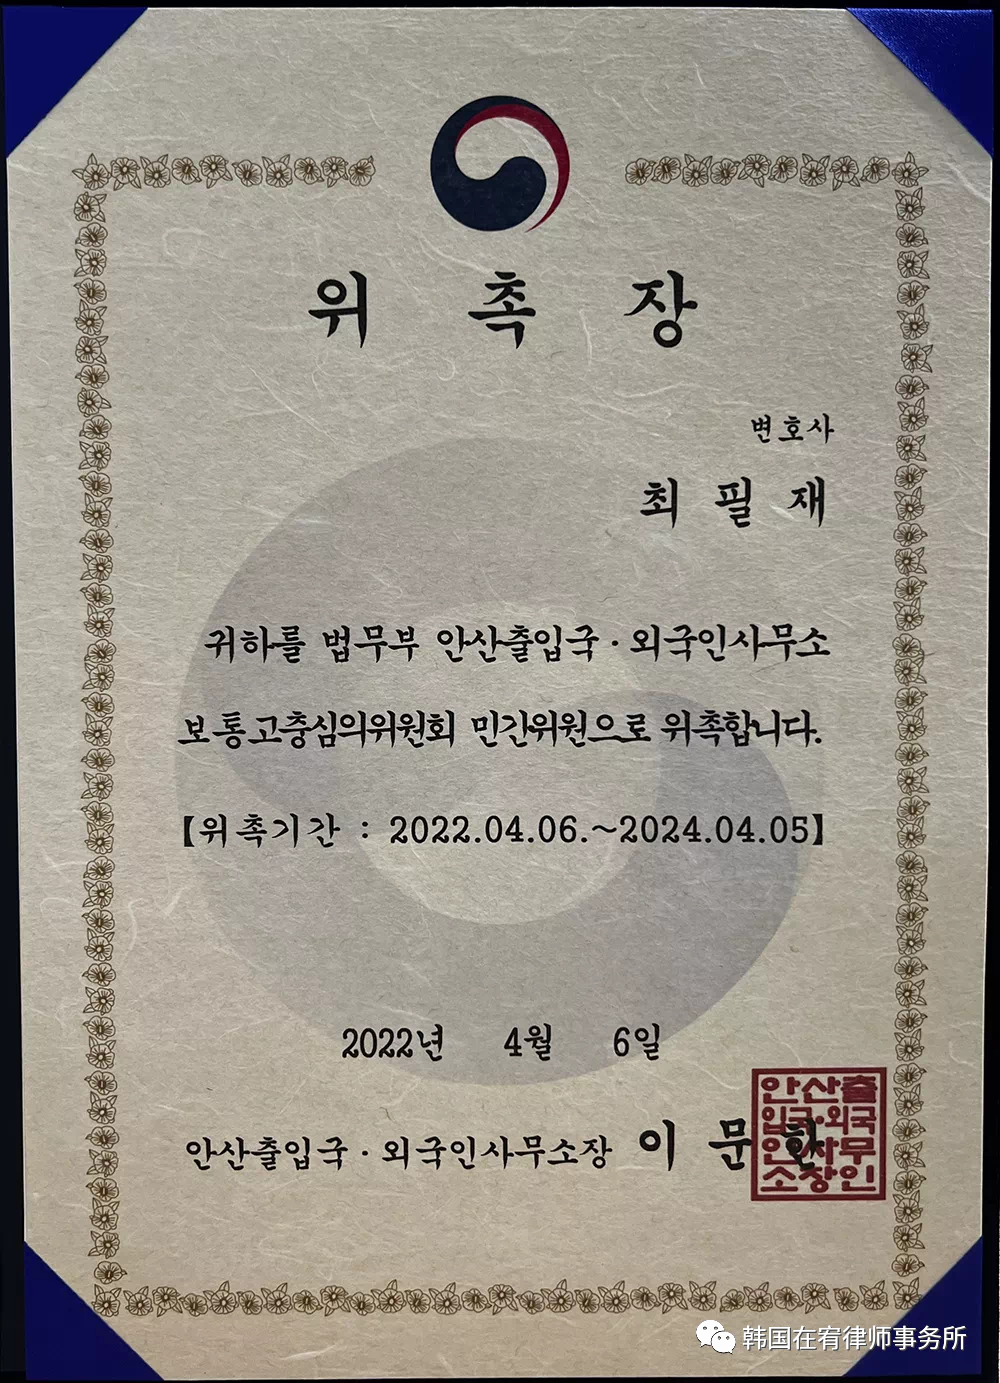 위 촉 장
변호사
최 필 재
귀하를 법무부 안산출입국·외국인사무소
보통고충심의위원회 민간위원으로 위촉합니다.
【위촉기간 : 2022.04.06.~2024.04.05】
2022년 4월 6일
안산출입국·외국인사무소장 이 문 한
안산출
입국·외국
인사무
소장인
韩国在宥律师事务所